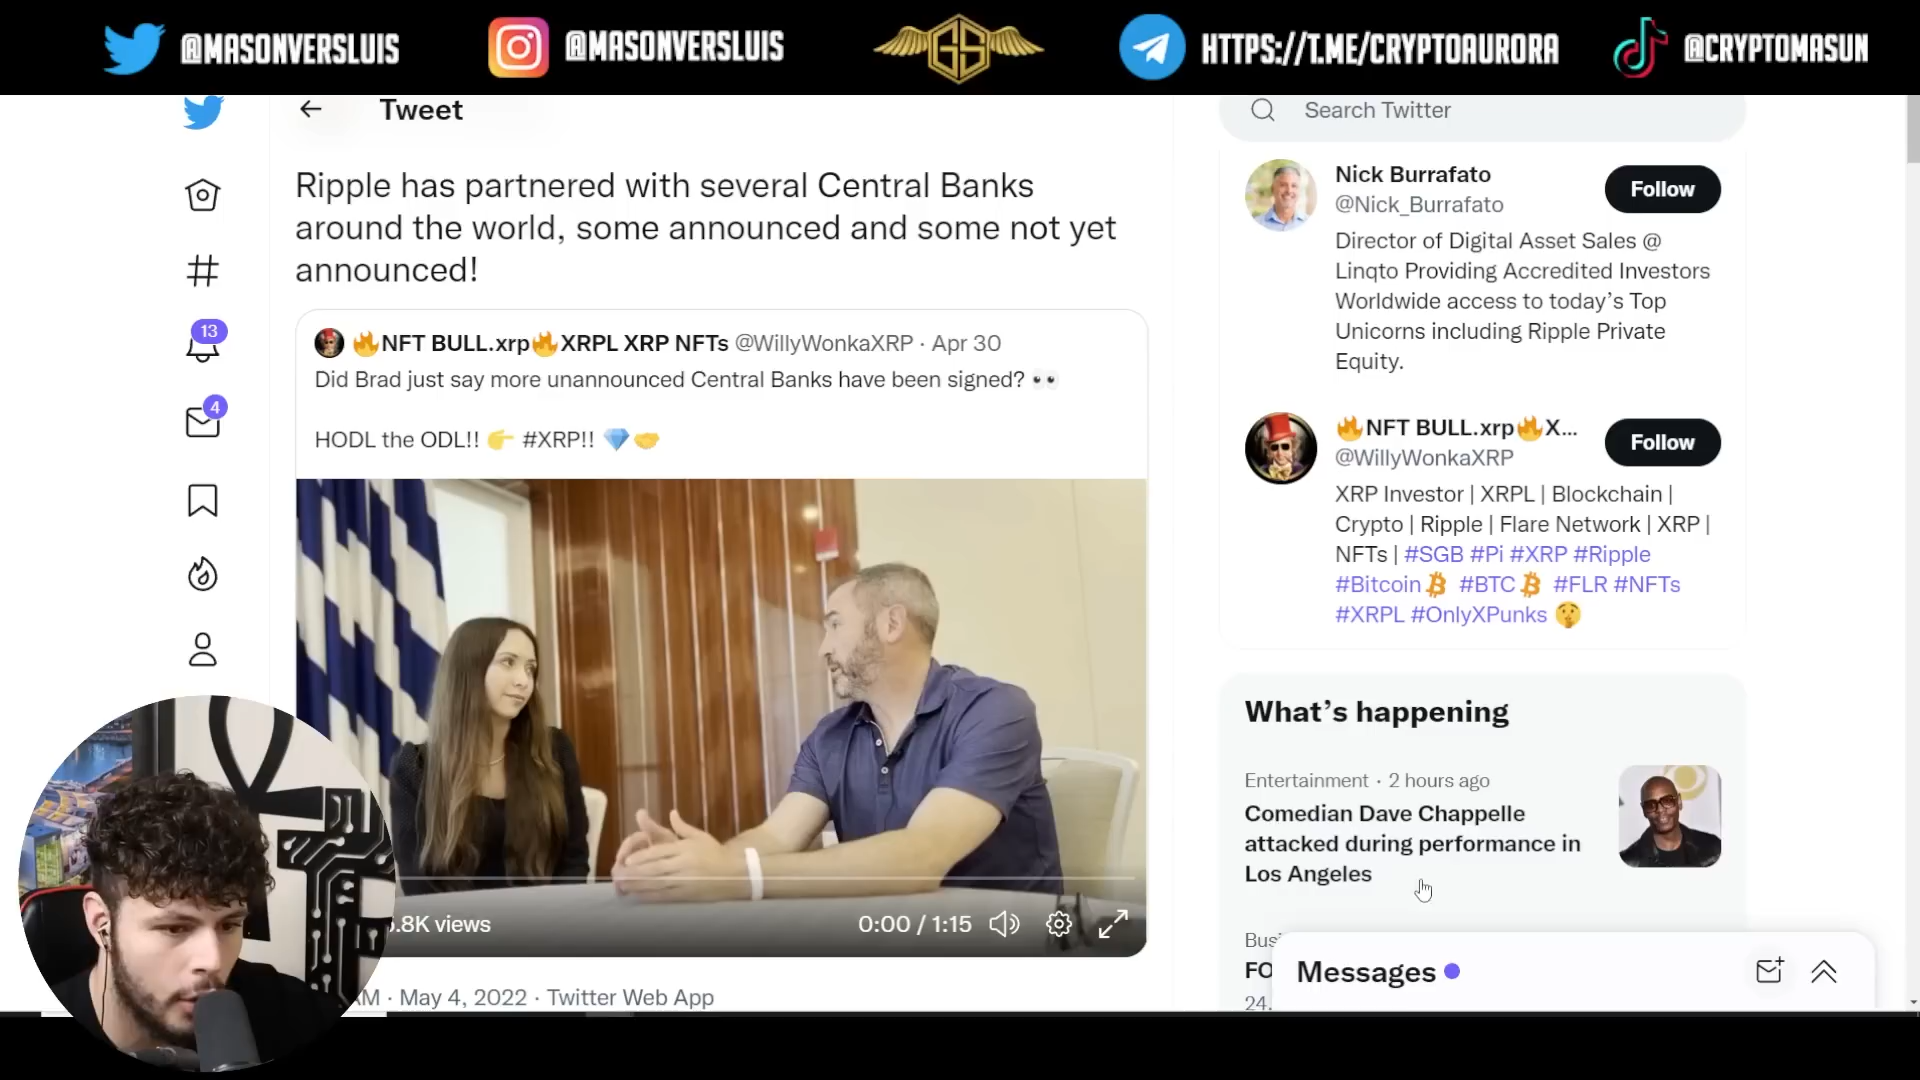 @MASONVERSLUIS
@MASONVERSLUIS
GS
HTTPS://T.ME/CRYPTOAURORA
@CRYPTOMASUN
Tweet
Ripple has partnered with several Central Banks
around the world, some announced and some not yet
announced!
🔥NFT BULL.xrp🔥XRPL XRP NFTs @WillyWonkaXRP · Apr 30
Did Brad just say more unannounced Central Banks have been signed? 👀
HODL the ODL!! 👉 #XRP!! 💎🤝
.8K views
0:00 / 1:15
AM · May 4, 2022 · Twitter Web App
13
4
Search Twitter
Nick Burrafato
@Nick_Burrafato
Follow
Director of Digital Asset Sales @
Linqto Providing Accredited Investors
Worldwide access to today’s Top
Unicorns including Ripple Private
Equity.
🔥NFT BULL.xrp🔥X...
@WillyWonkaXRP
Follow
XRP Investor | XRPL | Blockchain |
Crypto | Ripple | Flare Network | XRP |
NFTs | #SGB #Pi #XRP #Ripple
#Bitcoin #BTC #FLR #NFTs
#XRPL #OnlyXPunks 🤫
What’s happening
Entertainment · 2 hours ago
Comedian Dave Chappelle
attacked during performance in
Los Angeles
Busi
FO
24.
Messages